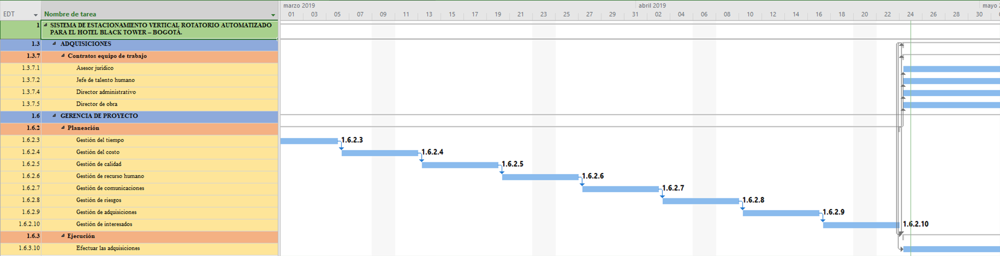 marzo 2019 abril 2019 mayo
EDT Nombre de tarea 01 03 05 07 09 11 13 15 17 19 21 23 25 27 29 31 02 04 06 08 10 12 14 16 18 20 22 24 26 28 30
1 SISTEMA DE ESTACIONAMIENTO VERTICAL ROTATORIO AUTOMATIZADO
PARA EL HOTEL BLACK TOWER – BOGOTÁ.
1.3 ADQUISICIONES
1.3.7 Contratos equipo de trabajo
1.3.7.1 Asesor jurídico
1.3.7.2 Jefe de talento humano
1.3.7.4 Director administrativo
1.3.7.5 Director de obra
1.6 GERENCIA DE PROYECTO
1.6.2 Planeación
1.6.2.3 Gestión del tiempo 1.6.2.3
1.6.2.4 Gestión del costo 1.6.2.4
1.6.2.5 Gestión de calidad 1.6.2.5
1.6.2.6 Gestión de recurso humano 1.6.2.6
1.6.2.7 Gestión de comunicaciones 1.6.2.7
1.6.2.8 Gestión de riesgos 1.6.2.8
1.6.2.9 Gestión de adquisiciones 1.6.2.9
1.6.2.10 Gestión de interesados 1.6.2.10
1.6.3 Ejecución
1.6.3.10 Efectuar las adquisiciones